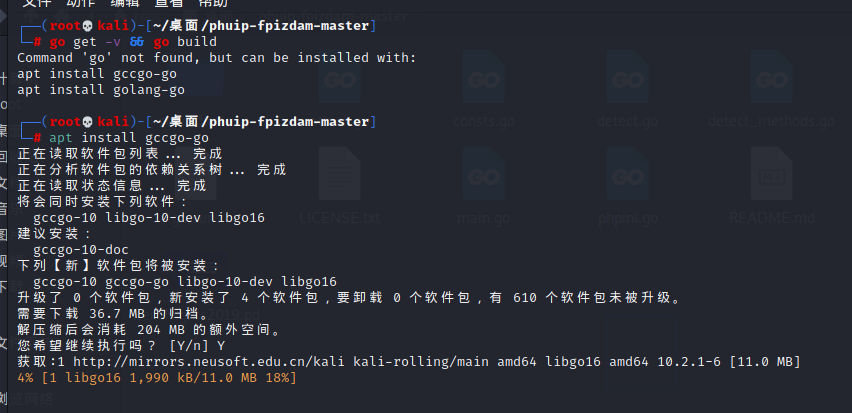 文件 动作 编辑 查看 帮助
┌──(root💀kali)-[~/桌面/phuip-fpizdam-master]
└─# go get -v && go build
Command 'go' not found, but can be installed with:
apt install gccgo-go
apt install golang-go
┌──(root💀kali)-[~/桌面/phuip-fpizdam-master]
└─# apt install gccgo-go
正在读取软件包列表... 完成
正在分析软件包的依赖关系树... 完成
正在读取状态信息... 完成
将会同时安装下列软件：
gccgo-10 libgo-10-dev libgo16
建议安装：
gccgo-10-doc
下列【新】软件包将被安装：
gccgo-10 gccgo-go libgo-10-dev libgo16
升级了 0 个软件包，新安装了 4 个软件包，要卸载 0 个软件包，有 610 个软件包未被升级。
需要下载 36.7 MB 的归档。
解压缩后会消耗 204 MB 的额外空间。
您希望继续执行吗？ [Y/n] Y
获取:1 http://mirrors.neusoft.edu.cn/kali kali-rolling/main amd64 libgo16 amd64 10.2.1-6 [11.0 MB]
4% [1 libgo16 1,990 kB/11.0 MB 18%]
GO GO GO
consts.go detect.go detect_methods.go
GO GO
LICENSE.txt main.go phpini.go README.md